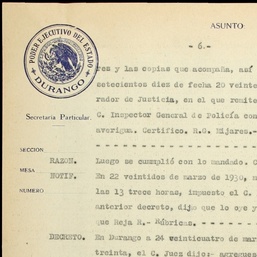 ASUNTO
PODER EJECUTIVO DEL ESTADO
DURANGO
Secretaría Particular.
SECCION
MESA
NUMERO
- 6.-
res y las copias que acompaña, así
setecientos diez de fecha 20 veinte
rador de Justicia, en el que remite
C. Inspector General de Policía con
averigua. Certifico. R.G. Mijares.-
RAZON. Luego se cumplió con lo mandado. C
NOTIF. En 22 vintidos de marzo de 1930, m
las 13 trece horas, impuesto el C.
anterior decreto, dijo que lo oye y
que Reja R.- Rúbricas.
DECRETO. En Durango a 24 veinticuatro de mar
treinta, el C. Juez dijo: agreguese